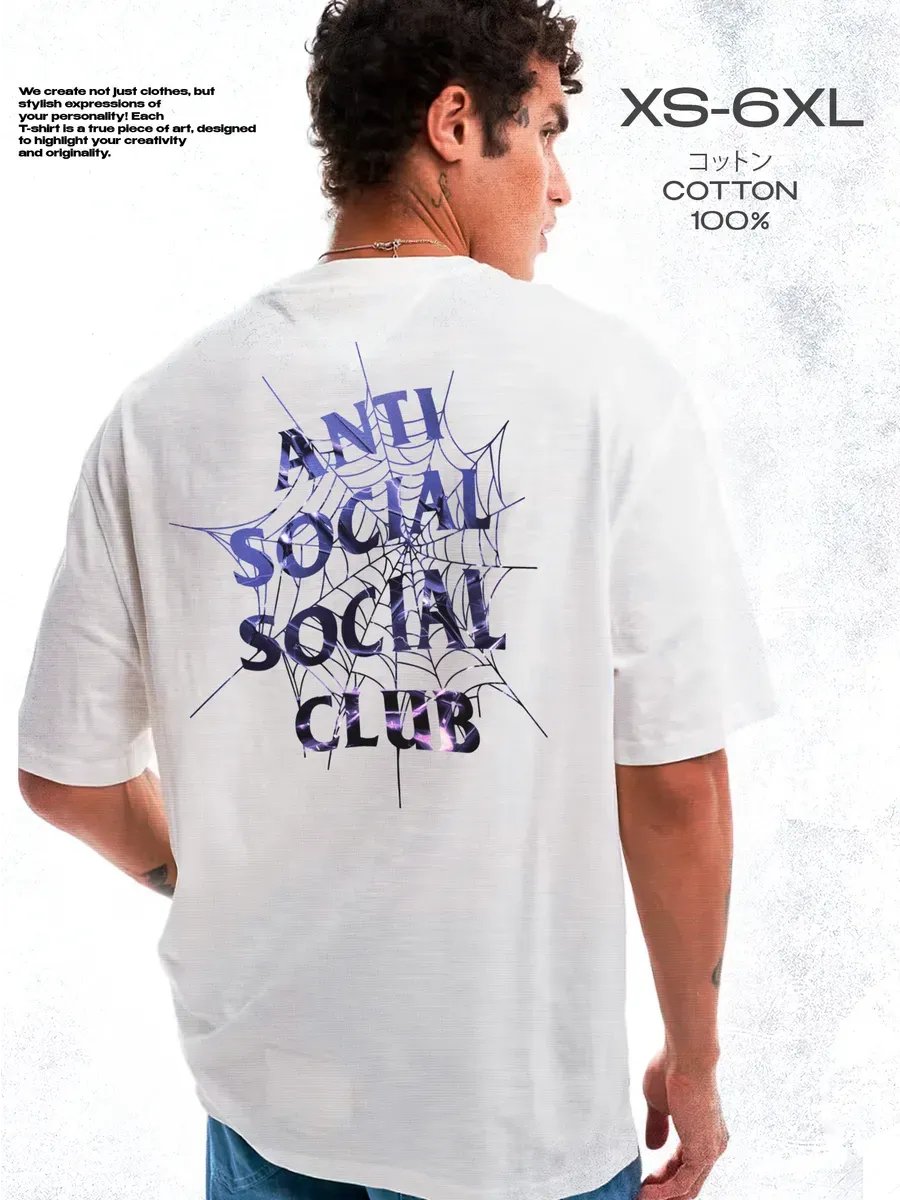 We create not just clothes, but
stylish expressions of
your personality! Each
T-shirt is a true piece of art, designed
to highlight your creativity
and originality.
XS-6XL
コットン
COTTON
100%
ANTI
SOCIAL
SOCIAL
CLUB